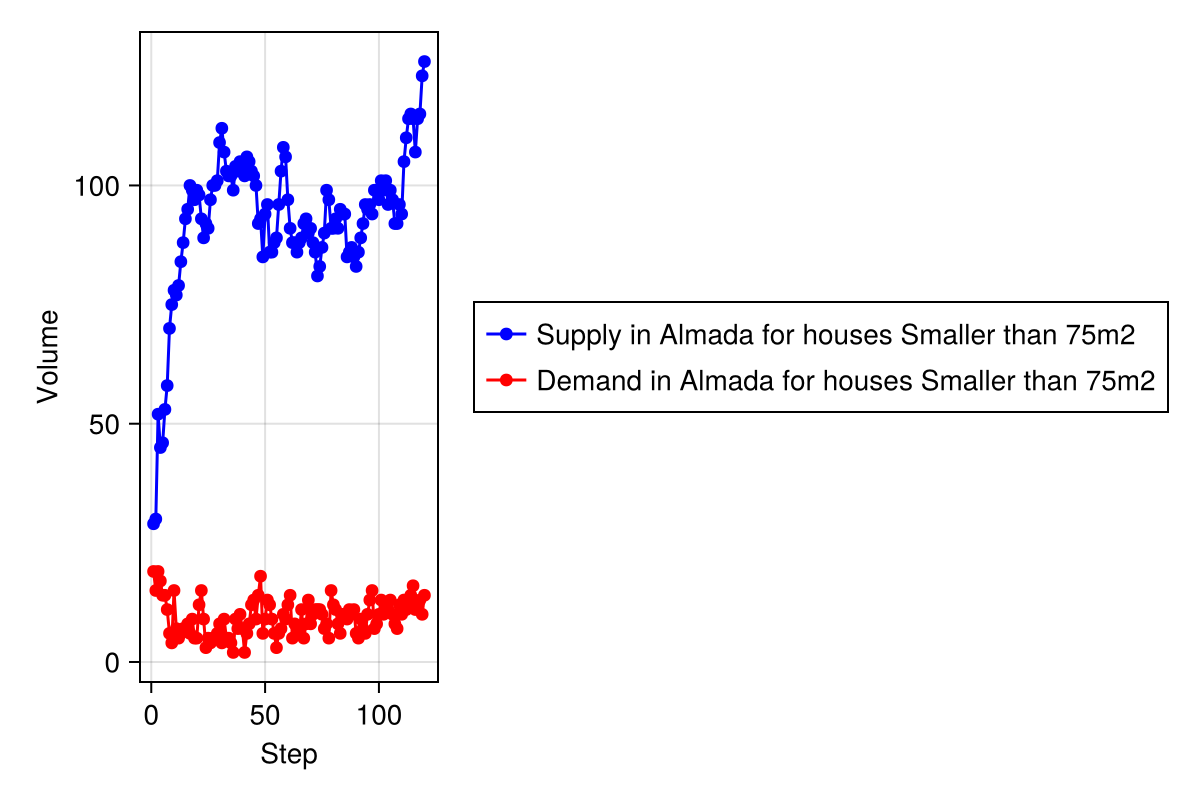 Volume
100
50
0
0 50 100
Step
Supply in Almada for houses Smaller than 75m2
Demand in Almada for houses Smaller than 75m2